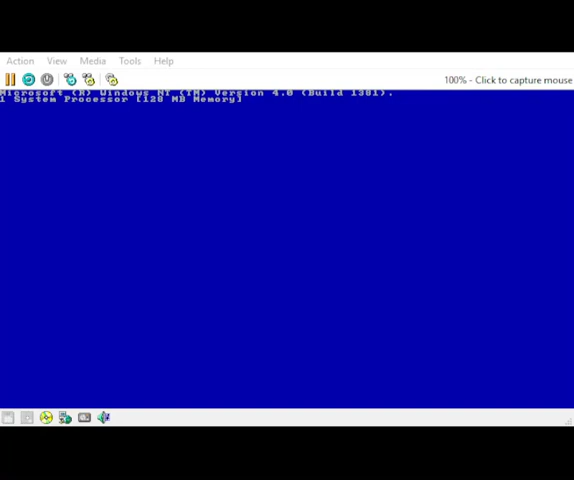 Action View Media Tools Help
100% - Click to capture mouse
Microsoft (R) Windows NT (TM) Version 4.0 (Build 1381).
1 System Processor [128 MB Memory]